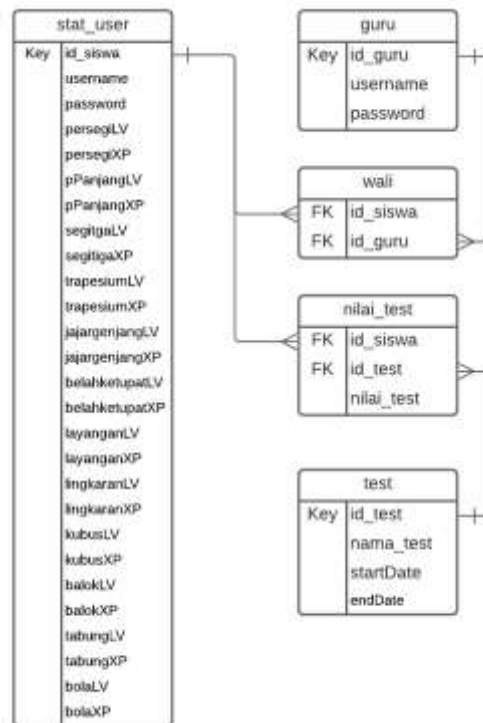 stat_user
Key id_siswa
username
password
persegiLV
persegiXP
pPanjangLV
pPanjangXP
segitgaLV
segitigaXP
trapesiumLV
trapesiumXP
jajargenjangLV
jajargenjangXP
belahketupatLV
belahketupatXP
layanganLV
layanganXP
lingkaranLV
lingkaranXP
kubusLV
kubusXP
balokLV
balokXP
tabungLV
tabungXP
bolaLV
bolaXP
guru
Key id_guru
username
password
wali
FK id_siswa
FK id_guru
nilai_test
FK id_siswa
FK id_test
nilai_test
test
Key id_test
nama_test
startDate
endDate